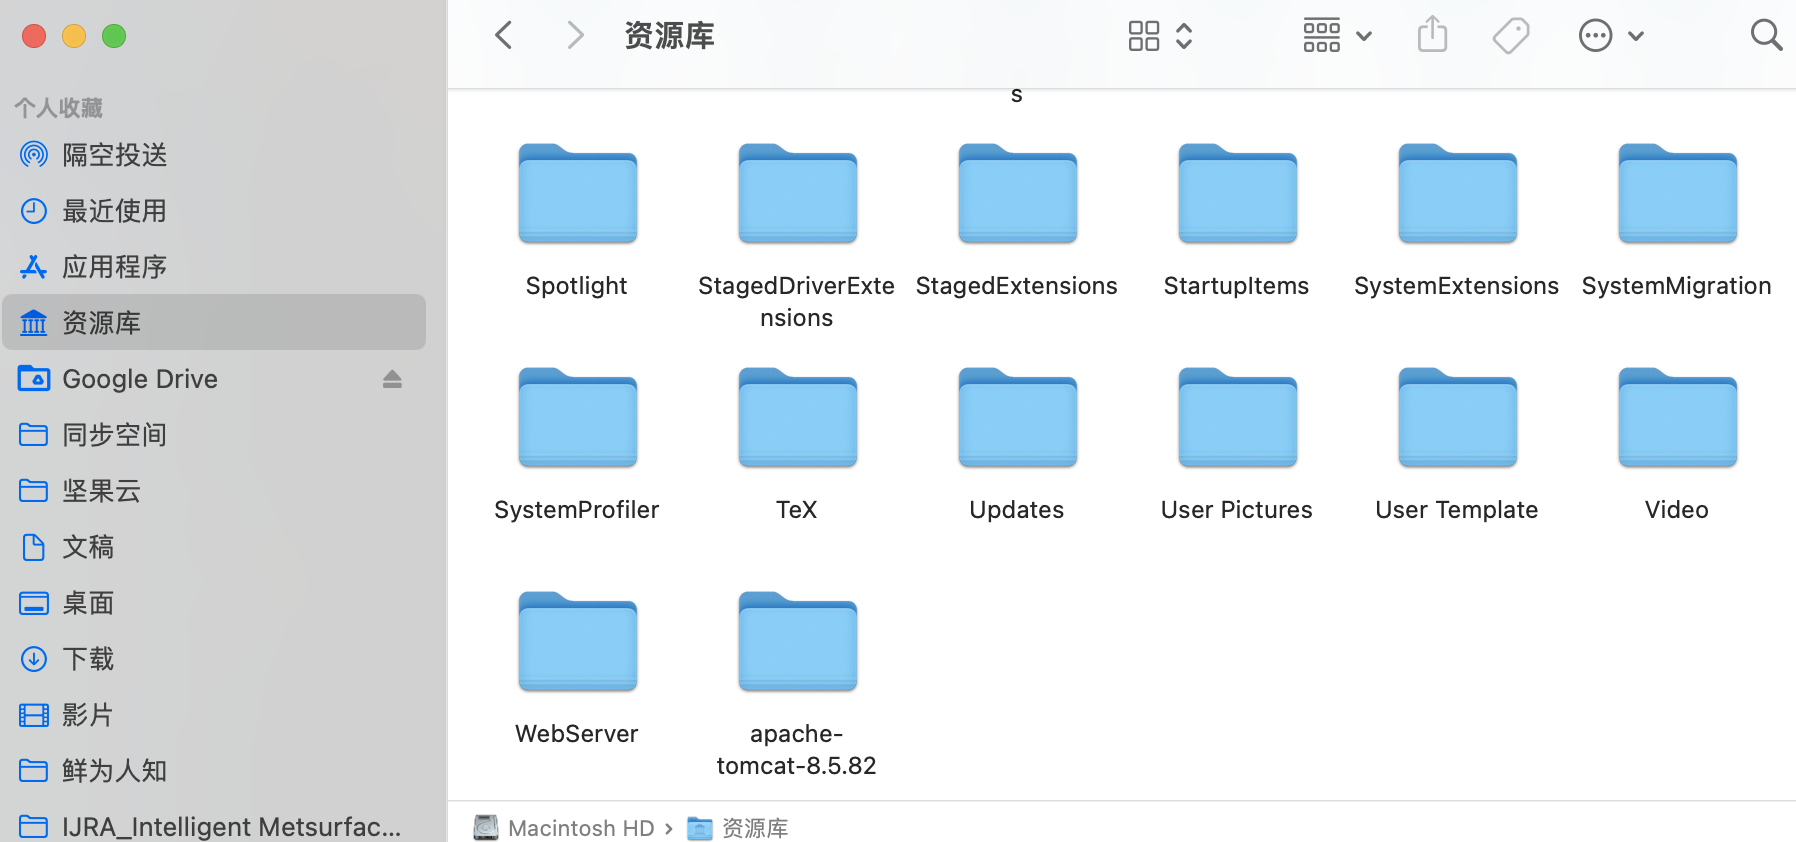 个人收藏
隔空投送
最近使用
应用程序
资源库
Google Drive
同步空间
坚果云
文稿
桌面
下载
影片
鲜为人知
IJRA_Intelligent Metsurfac...
资源库
s
Spotlight
StagedDriverExte
nsions
StagedExtensions
StartupItems
SystemExtensions
SystemMigration
SystemProfiler
TeX
Updates
User Pictures
User Template
Video
WebServer
apache-
tomcat-8.5.82
Macintosh HD › 资源库